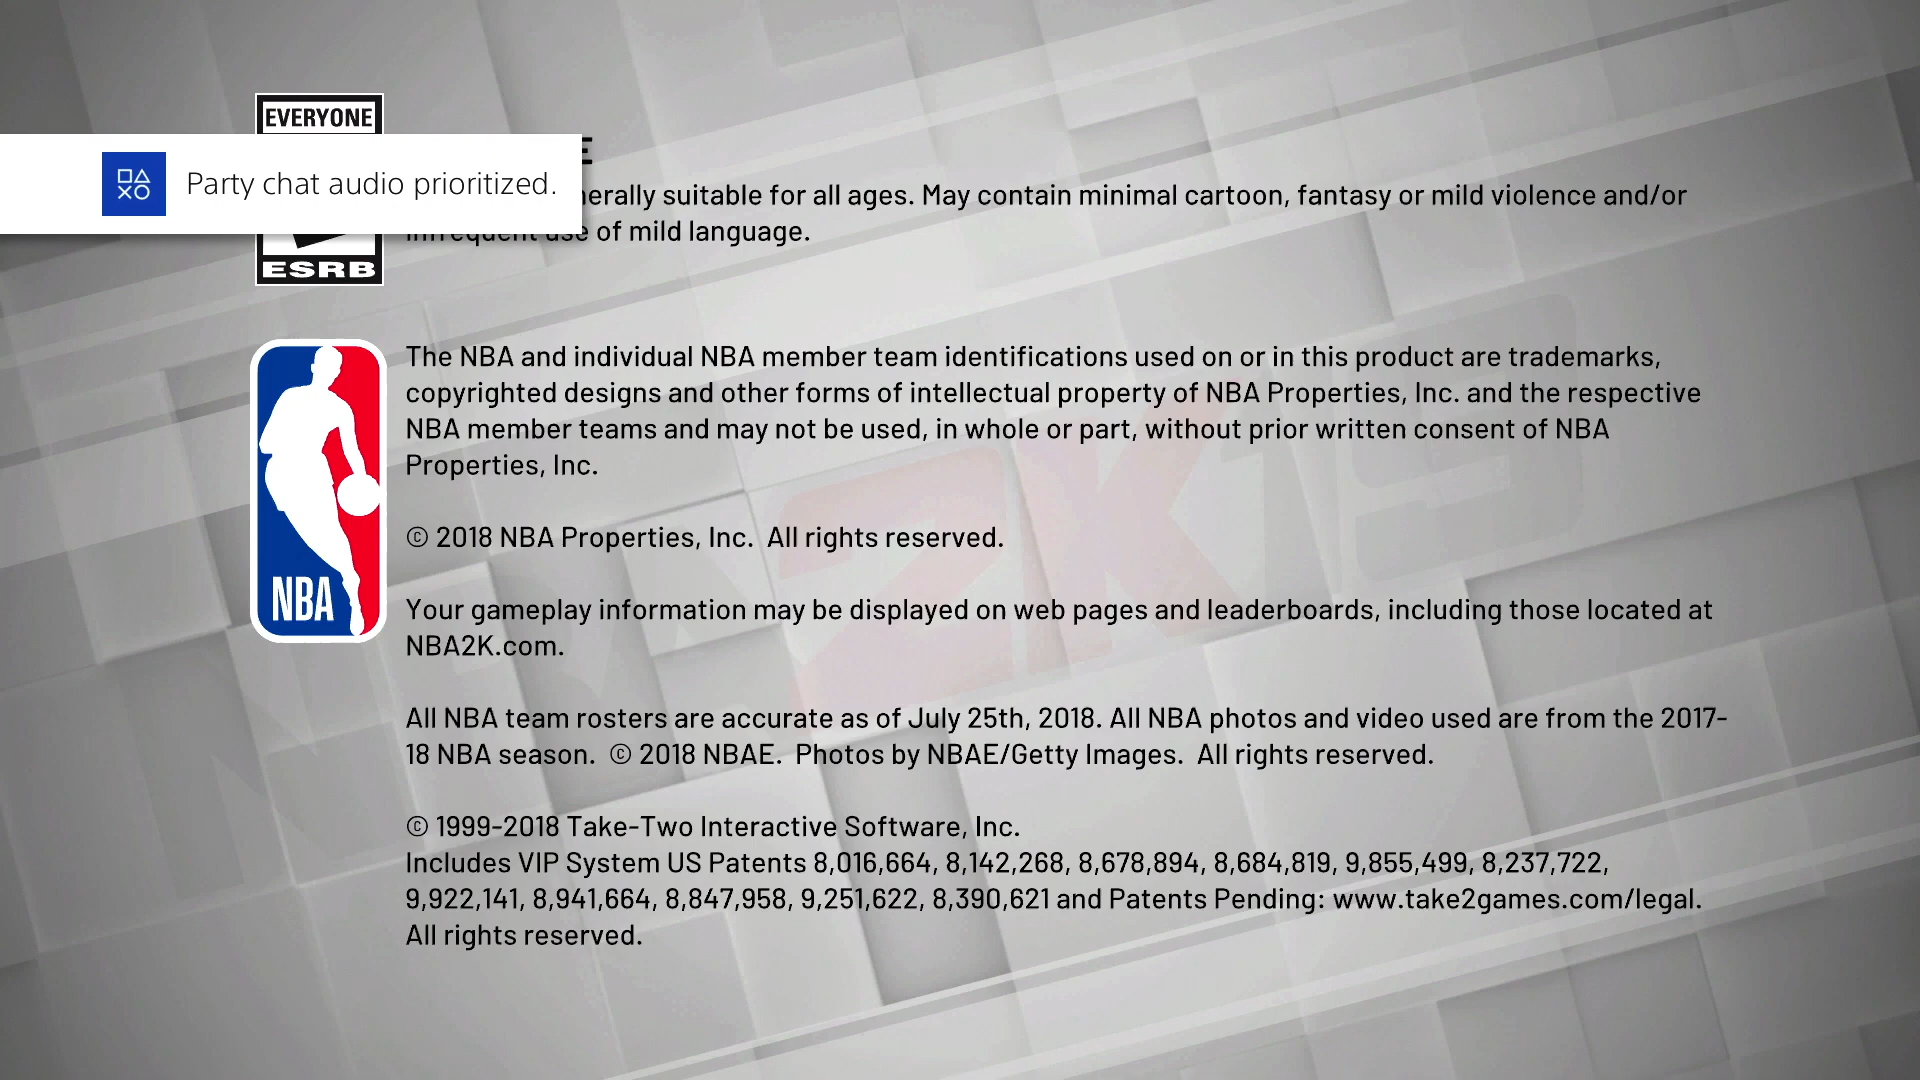 EVERYONE
E
Party chat audio prioritized.
nerally suitable for all ages. May contain minimal cartoon, fantasy or mild violence and/or
infrequent use of mild language.
ESRB
The NBA and individual NBA member team identifications used on or in this product are trademarks,
copyrighted designs and other forms of intellectual property of NBA Properties, Inc. and the respective
NBA member teams and may not be used, in whole or part, without prior written consent of NBA
Properties, Inc.
© 2018 NBA Properties, Inc.  All rights reserved.
Your gameplay information may be displayed on web pages and leaderboards, including those located at
NBA2K.com.
NBA
All NBA team rosters are accurate as of July 25th, 2018. All NBA photos and video used are from the 2017-
18 NBA season.  © 2018 NBAE.  Photos by NBAE/Getty Images.  All rights reserved.
© 1999-2018 Take-Two Interactive Software, Inc.
Includes VIP System US Patents 8,016,664, 8,142,268, 8,678,894, 8,684,819, 9,855,499, 8,237,722,
9,922,141, 8,941,664, 8,847,958, 9,251,622, 8,390,621 and Patents Pending: www.take2games.com/legal.
All rights reserved.
NBA 2K19